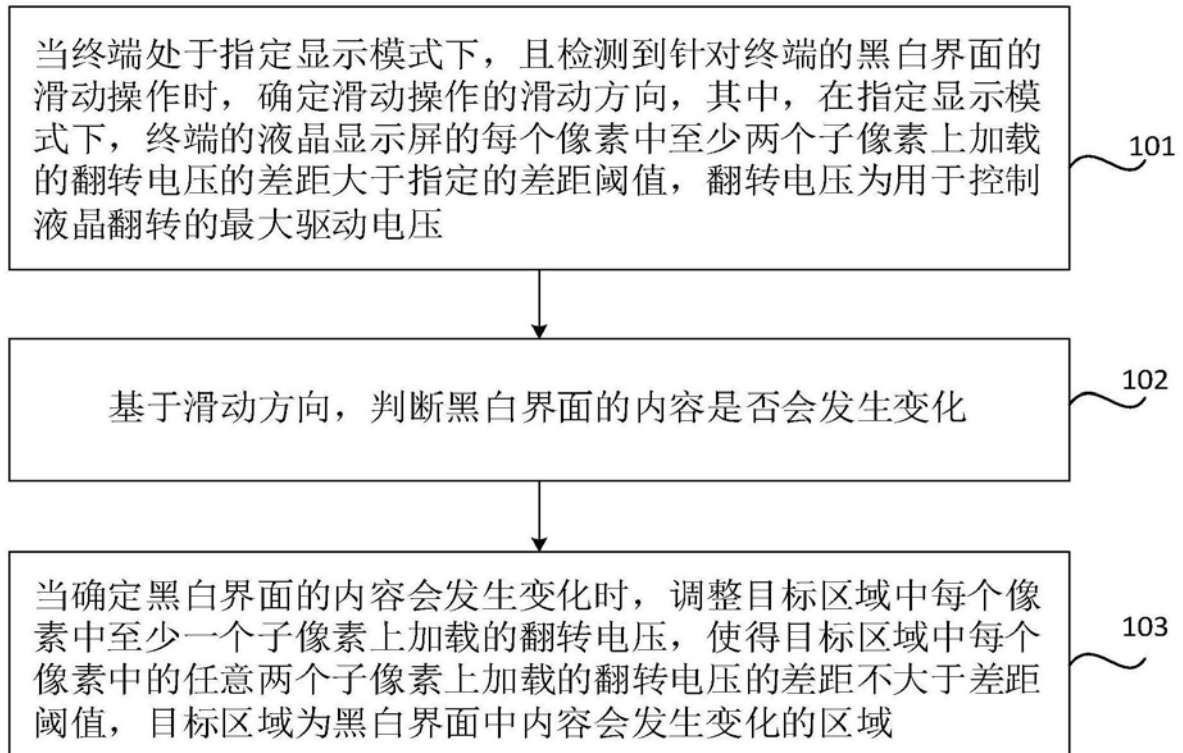 当终端处于指定显示模式下，且检测到针对终端的黑白界面的
滑动操作时，确定滑动操作的滑动方向，其中，在指定显示模
式下，终端的液晶显示屏的每个像素中至少两个子像素上加载
的翻转电压的差距大于指定的差距阈值，翻转电压为用于控制
液晶翻转的最大驱动电压
101
基于滑动方向，判断黑白界面的内容是否会发生变化
102
当确定黑白界面的内容会发生变化时，调整目标区域中每个像
素中至少一个子像素上加载的翻转电压，使得目标区域中每个
像素中的任意两个子像素上加载的翻转电压的差距不大于差距
阈值，目标区域为黑白界面中内容会发生变化的区域
103